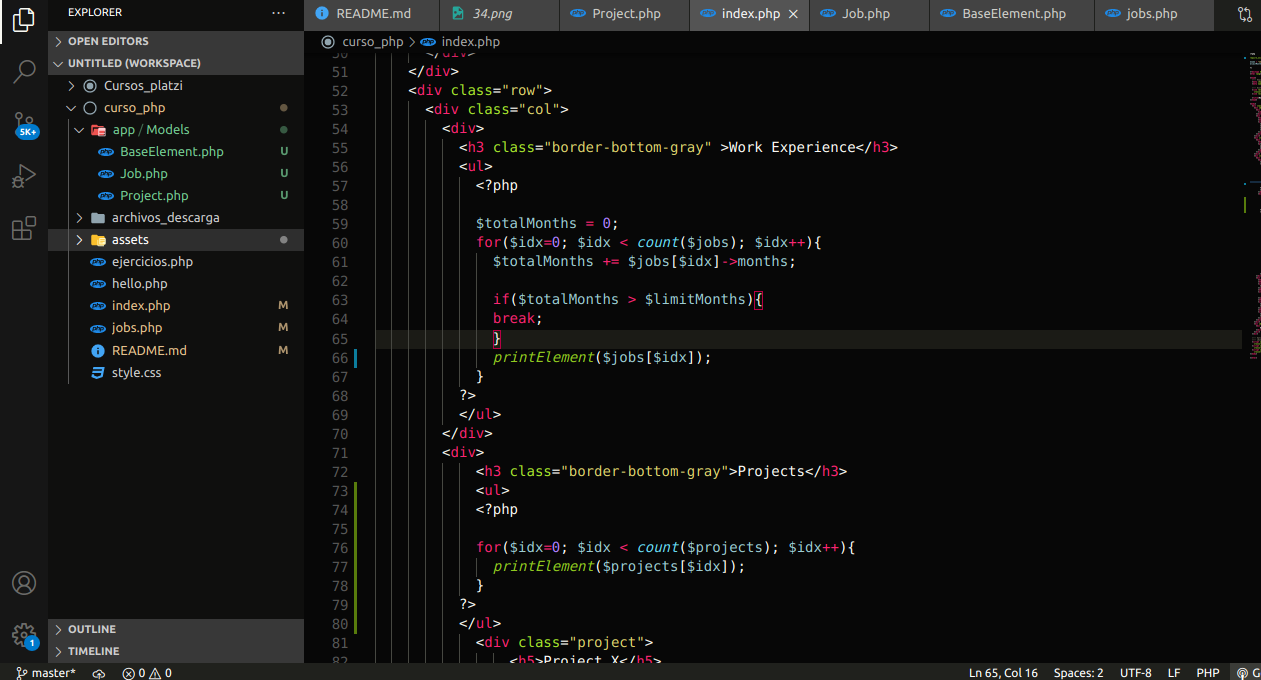 EXPLORER
OPEN EDITORS
UNTITLED (WORKSPACE)
Cursos_platzi
curso_php
app / Models
BaseElement.php U
Job.php U
Project.php U
archivos_descarga
assets
ejercicios.php
hello.php
index.php M
jobs.php M
README.md M
style.css
OUTLINE
TIMELINE
5K+
1
README.md 34.png Project.php index.php Job.php BaseElement.php jobs.php
curso_php > index.php
50 </div>
51 </div>
52 <div class="row">
53 <div class="col">
54 <div>
55 <h3 class="border-bottom-gray" >Work Experience</h3>
56 <ul>
57 <?php
58
59 $totalMonths = 0;
60 for($idx=0; $idx < count($jobs); $idx++){
61 $totalMonths += $jobs[$idx]->months;
62
63 if($totalMonths > $limitMonths){
64 break;
65 }
66 printElement($jobs[$idx]);
67 }
68 ?>
69 </ul>
70 </div>
71 <div>
72 <h3 class="border-bottom-gray">Projects</h3>
73 <ul>
74 <?php
75
76 for($idx=0; $idx < count($projects); $idx++){
77 printElement($projects[$idx]);
78 }
79 ?>
80 </ul>
81 <div class="project">
82 <h5>Project X</h5>
master* 0 0 Ln 65, Col 16 Spaces: 2 UTF-8 LF PHP G